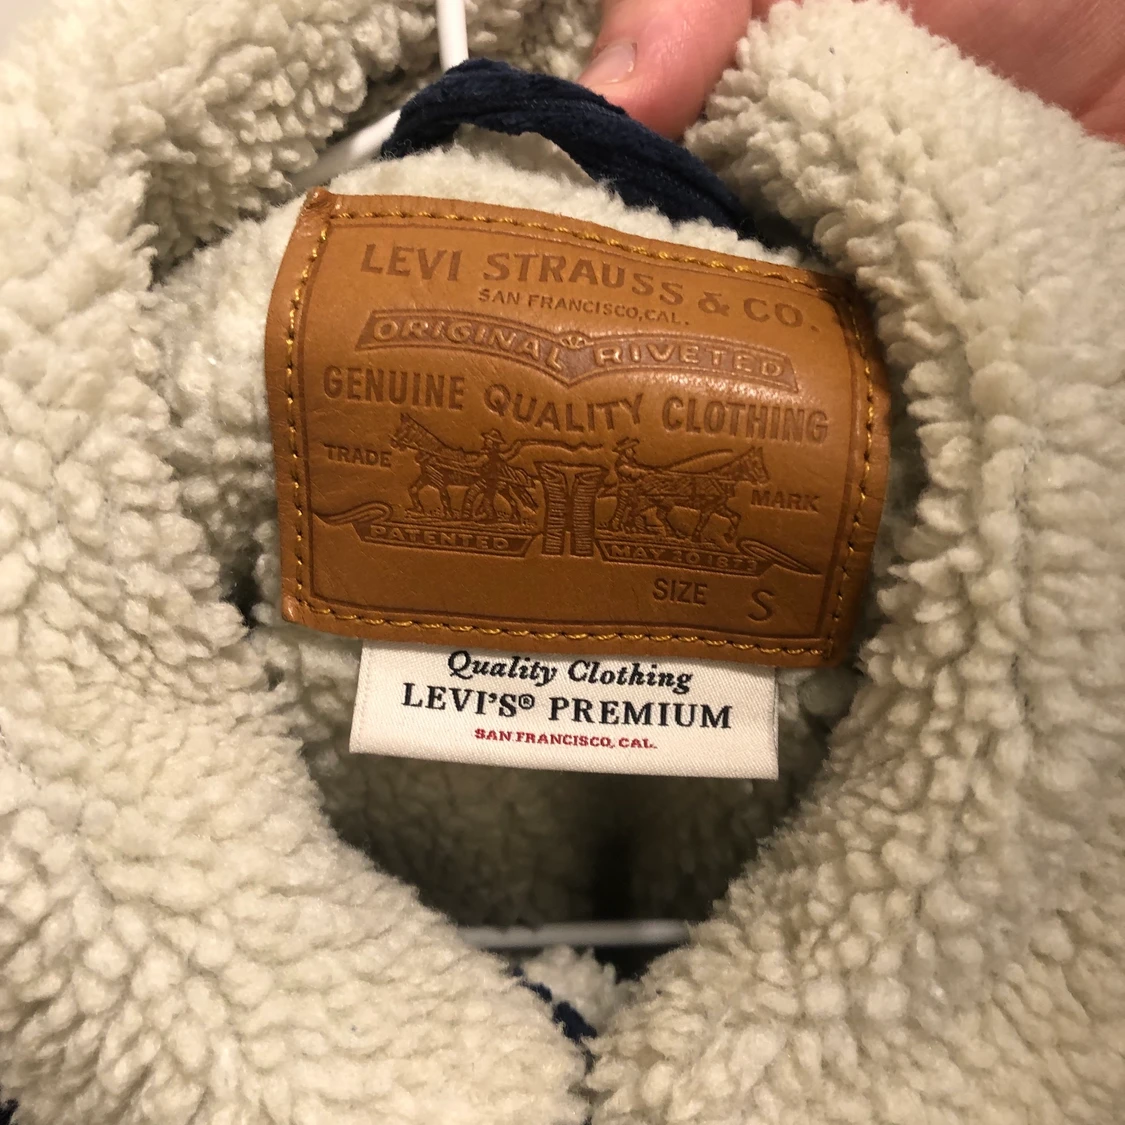 LEVI STRAUSS & CO.
SAN FRANCISCO,CAL.
ORIGINAL RIVETED
GENUINE QUALITY CLOTHING
TRADE MARK
PATENTED MAY 20 1873
SIZE S
Quality Clothing
LEVI'S® PREMIUM
SAN FRANCISCO, CAL.